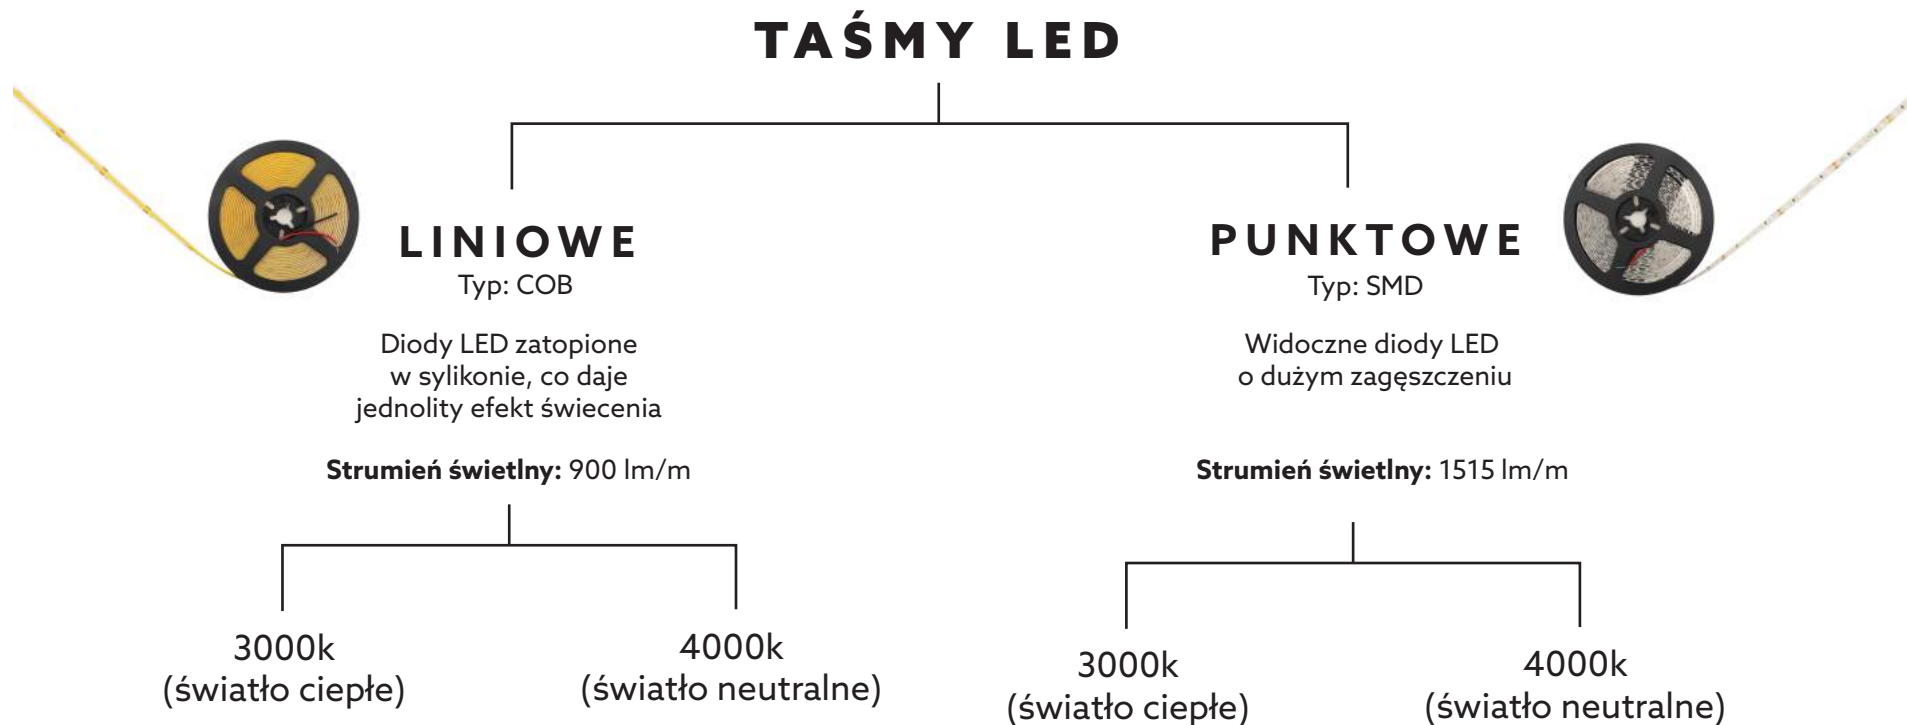 TAŚMY LED
LINIOWE
Typ: COB
Diody LED zatopione
w sylikonie, co daje
jednolity efekt świecenia
Strumień świetlny: 900 lm/m
3000k
(światło ciepłe)
4000k
(światło neutralne)
PUNKTOWE
Typ: SMD
Widoczne diody LED
o dużym zagęszczeniu
Strumień świetlny: 1515 lm/m
3000k
(światło ciepłe)
4000k
(światło neutralne)